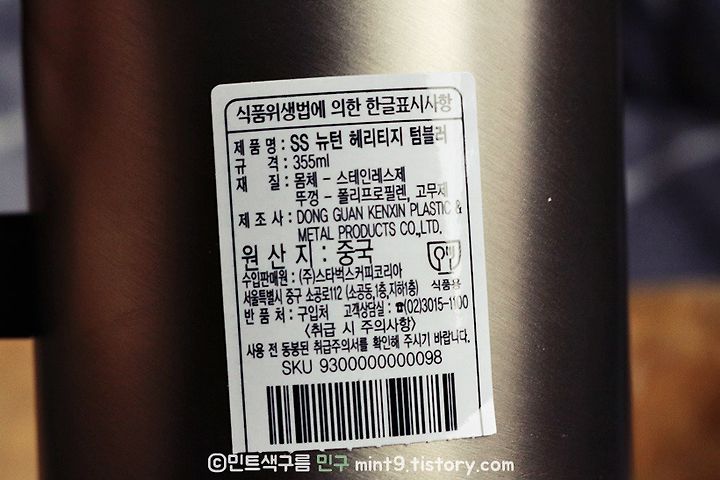 식품위생법에 의한 한글표시사항
제 품 명 : SS 뉴턴 헤리티지 텀블러
규 격 : 355ml
재 질 : 몸체 - 스테인레스제
뚜껑 - 폴리프로필렌, 고무제
제 조 사 : DONG GUAN KENXIN PLASTIC &
METAL PRODUCTS CO.,LTD.
원 산 지 : 중국
수입판매원 : (주)스타벅스커피코리아
식품용
서울특별시 중구 소공로112 (소공동,1층,지하1층)
반 품 처 : 구입처 고객상담실 : ☎(02)3015-1100
<취급 시 주의사항>
사용 전 동봉된 취급주의서를 확인해 주시기 바랍니다.
SKU 9300000000098
©민트색구름 민구 mint9.tistory.com